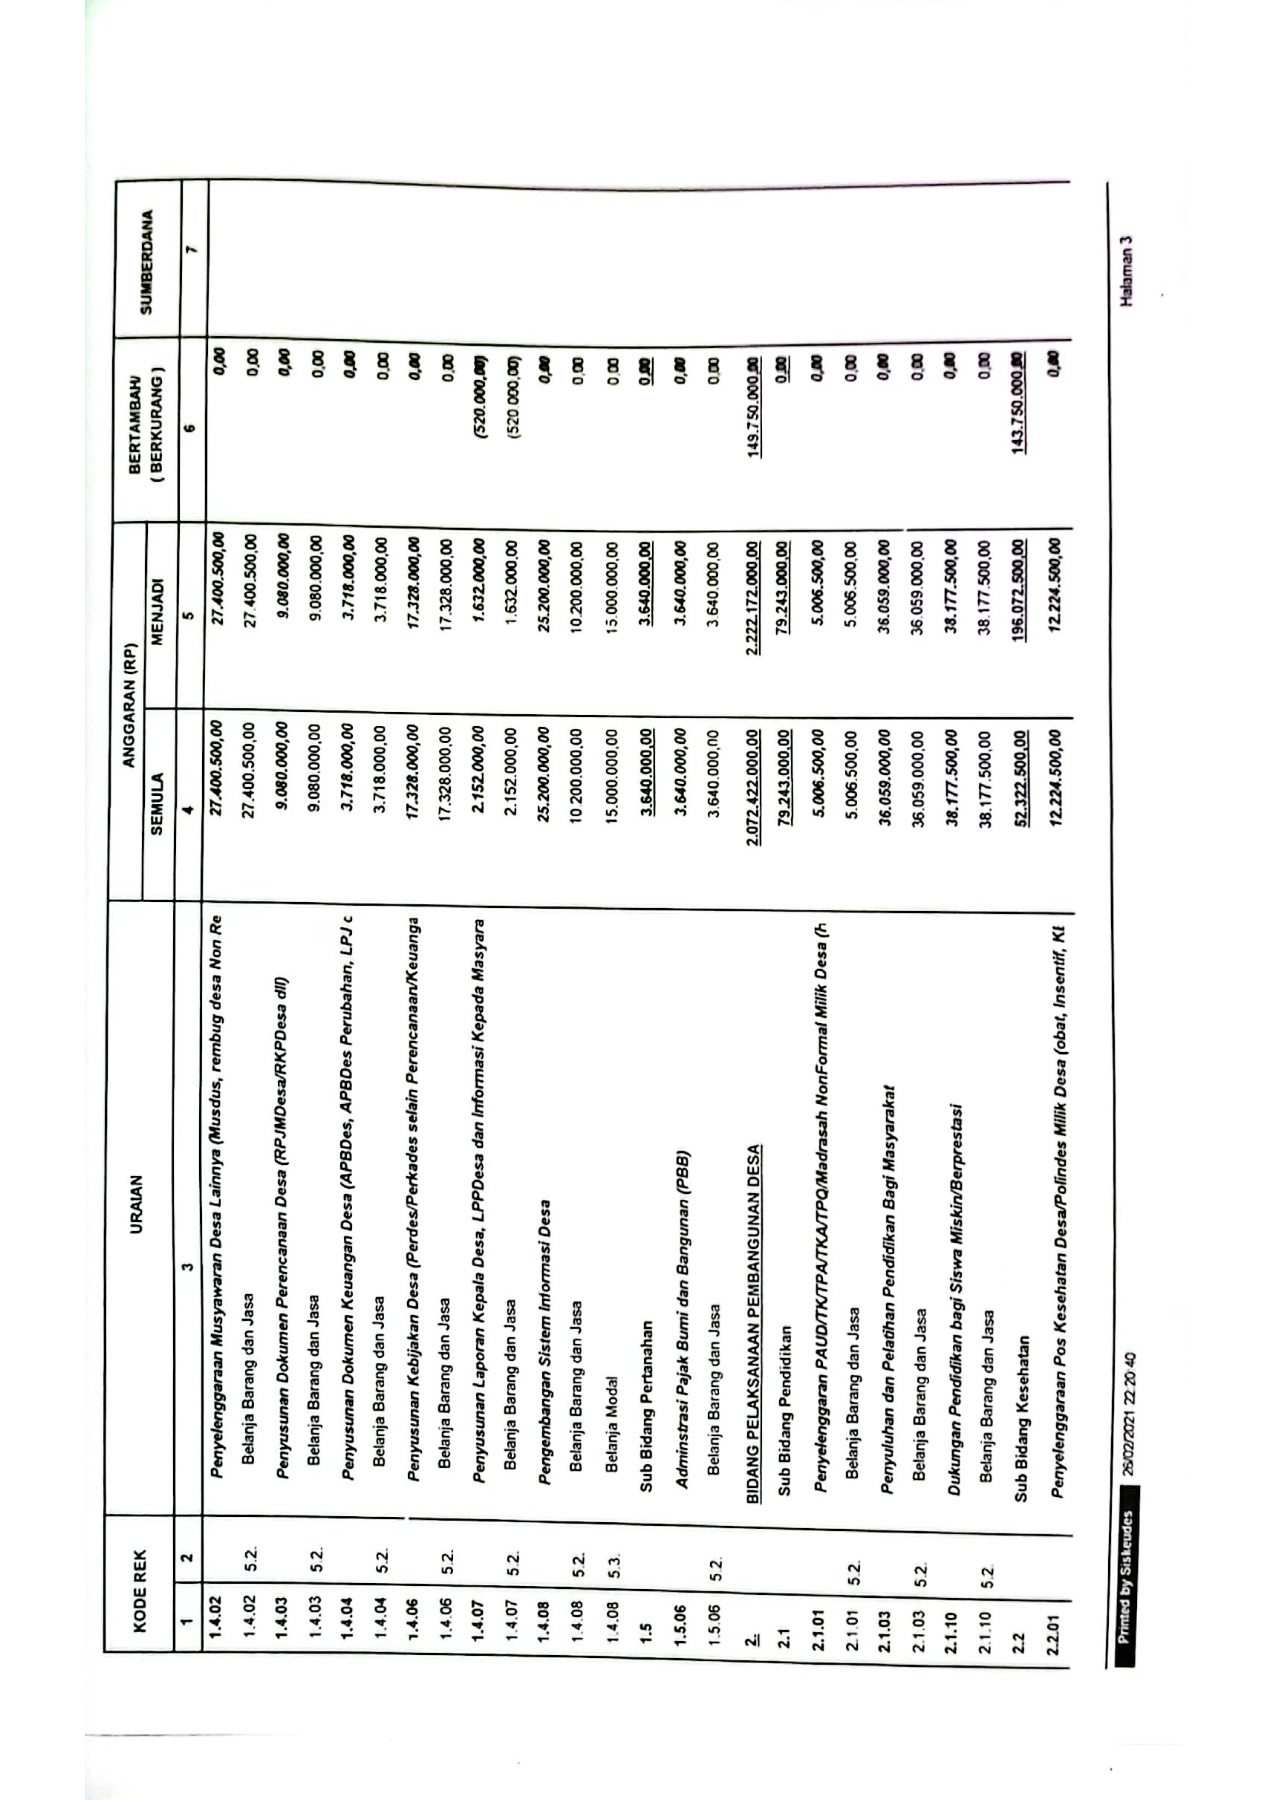 KODE REK URAIAN ANGGARAN (RP) BERTAMBAH/ ( BERKURANG ) SUMBERDANA
SEMULA MENJADI
1 2 3 4 5 6 7
1.4.02 Penyelenggaraan Musyawaran Desa Lainnya (Musdus, rembug desa Non Re 27.400.500,00 27.400.500,00 0,00
1.4.02 5.2. Belanja Barang dan Jasa 27.400.500,00 27.400.500,00 0,00
1.4.03 Penyusunan Dokumen Perencanaan Desa (RPJMDesa/RKPDesa dll) 9.080.000,00 9.080.000,00 0,00
1.4.03 5.2. Belanja Barang dan Jasa 9.080.000,00 9.080.000,00 0,00
1.4.04 Penyusunan Dokumen Keuangan Desa (APBDes, APBDes Perubahan, LPJ c 3.718.000,00 3.718.000,00 0,00
1.4.04 5.2. Belanja Barang dan Jasa 3.718.000,00 3.718.000,00 0,00
1.4.06 Penyusunan Kebijakan Desa (Perdes/Perkades selain Perencanaan/Keuanga 17.328.000,00 17.328.000,00 0,00
1.4.06 5.2. Belanja Barang dan Jasa 17.328.000,00 17.328.000,00 0,00
1.4.07 Penyusunan Laporan Kepala Desa, LPPDesa dan Informasi Kepada Masyara 2.152.000,00 1.632.000,00 (520.000,00)
1.4.07 5.2. Belanja Barang dan Jasa 2.152.000,00 1.632.000,00 (520.000,00)
1.4.08 Pengembangan Sistem Informasi Desa 25.200.000,00 25.200.000,00 0,00
1.4.08 5.2. Belanja Barang dan Jasa 10.200.000,00 10.200.000,00 0,00
1.4.08 5.3. Belanja Modal 15.000.000,00 15.000.000,00 0,00
1.5 Sub Bidang Pertanahan 3.640.000,00 3.640.000,00 0,00
1.5.06 Adminstrasi Pajak Bumi dan Bangunan (PBB) 3.640.000,00 3.640.000,00 0,00
1.5.06 5.2. Belanja Barang dan Jasa 3.640.000,00 3.640.000,00 0,00
2. BIDANG PELAKSANAAN PEMBANGUNAN DESA 2.072.422.000,00 2.222.172.000,00 149.750.000,00
2.1 Sub Bidang Pendidikan 79.243.000,00 79.243.000,00 0,00
2.1.01 Penyelenggaran PAUD/TK/TPA/TKA/TPQ/Madrasah NonFormal Milik Desa (h 5.006.500,00 5.006.500,00 0,00
2.1.01 5.2. Belanja Barang dan Jasa 5.006.500,00 5.006.500,00 0,00
2.1.03 Penyuluhan dan Pelatihan Pendidikan Bagi Masyarakat 36.059.000,00 36.059.000,00 0,00
2.1.03 5.2. Belanja Barang dan Jasa 36.059.000,00 36.059.000,00 0,00
2.1.10 Dukungan Pendidikan bagi Siswa Miskin/Berprestasi 38.177.500,00 38.177.500,00 0,00
2.1.10 5.2. Belanja Barang dan Jasa 38.177.500,00 38.177.500,00 0,00
2.2 Sub Bidang Kesehatan 52.322.500,00 196.072.500,00 143.750.000,00
2.2.01 Penyelenggaraan Pos Kesehatan Desa/Polindes Milik Desa (obat, Insentif, KE 12.224.500,00 12.224.500,00 0,00
Printed by Siskeudes 26/02/2021 22:20:40 Halaman 3